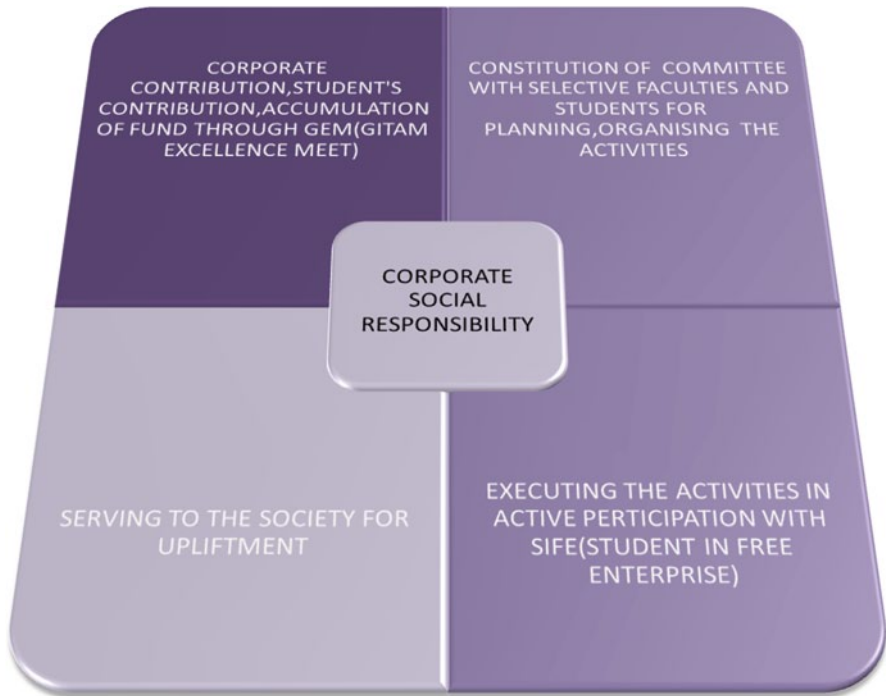 CORPORATE
CONTRIBUTION,STUDENT'S
CONTRIBUTION,ACCUMULATION
OF FUND THROUGH GEM(GITAM
EXCELLENCE MEET)
CONSTITUTION OF COMMITTEE
WITH SELECTIVE FACULTIES AND
STUDENTS FOR
PLANNING,ORGANISING THE
ACTIVITIES
CORPORATE
SOCIAL
RESPONSIBILITY
SERVING TO THE SOCIETY FOR
UPLIFTMENT
EXECUTING THE ACTIVITIES IN
ACTIVE PERTICIPATION WITH
SIFE(STUDENT IN FREE
ENTERPRISE)